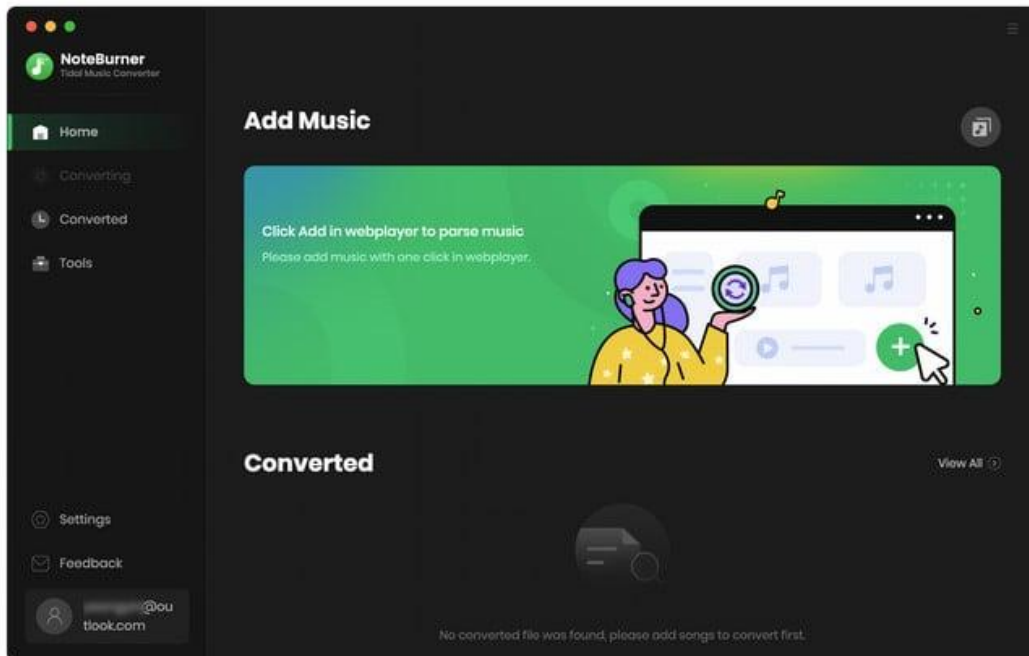 NoteBurner
Tidal Music Converter
Home
Converting
Converted
Tools
Settings
Feedback
@ou
tlook.com
Add Music
Click Add in webplayer to parse music
Please add music with one click in webplayer.
Converted
View All
No converted file was found, please add songs to convert first.